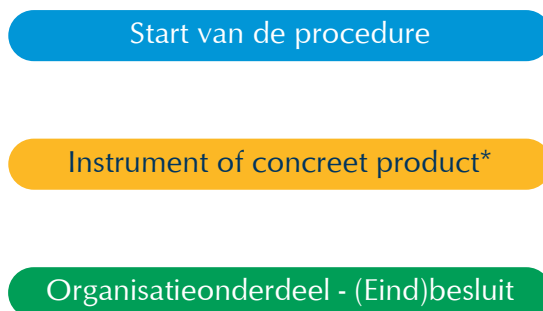 Start van de procedure
Instrument of concreet product*
Organisatieonderdeel - (Eind)besluit